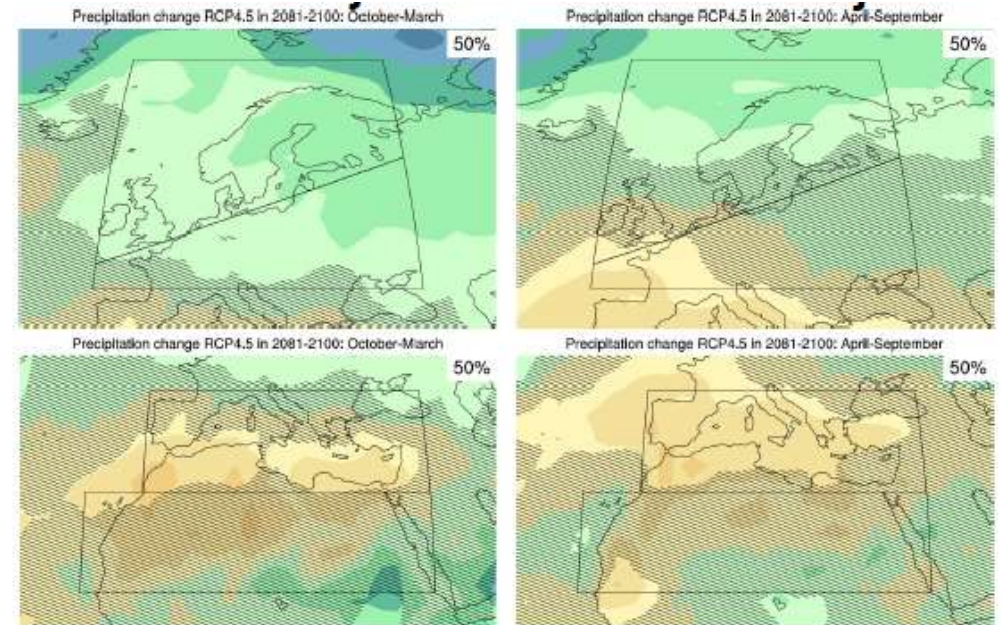 Precipitation change RCP4.5 in 2081-2100: October-March
50%
Precipitation change RCP4.5 in 2081-2100: April-September
50%
Precipitation change RCP4.5 in 2081-2100: October-March
50%
Precipitation change RCP4.5 in 2081-2100: April-September
50%